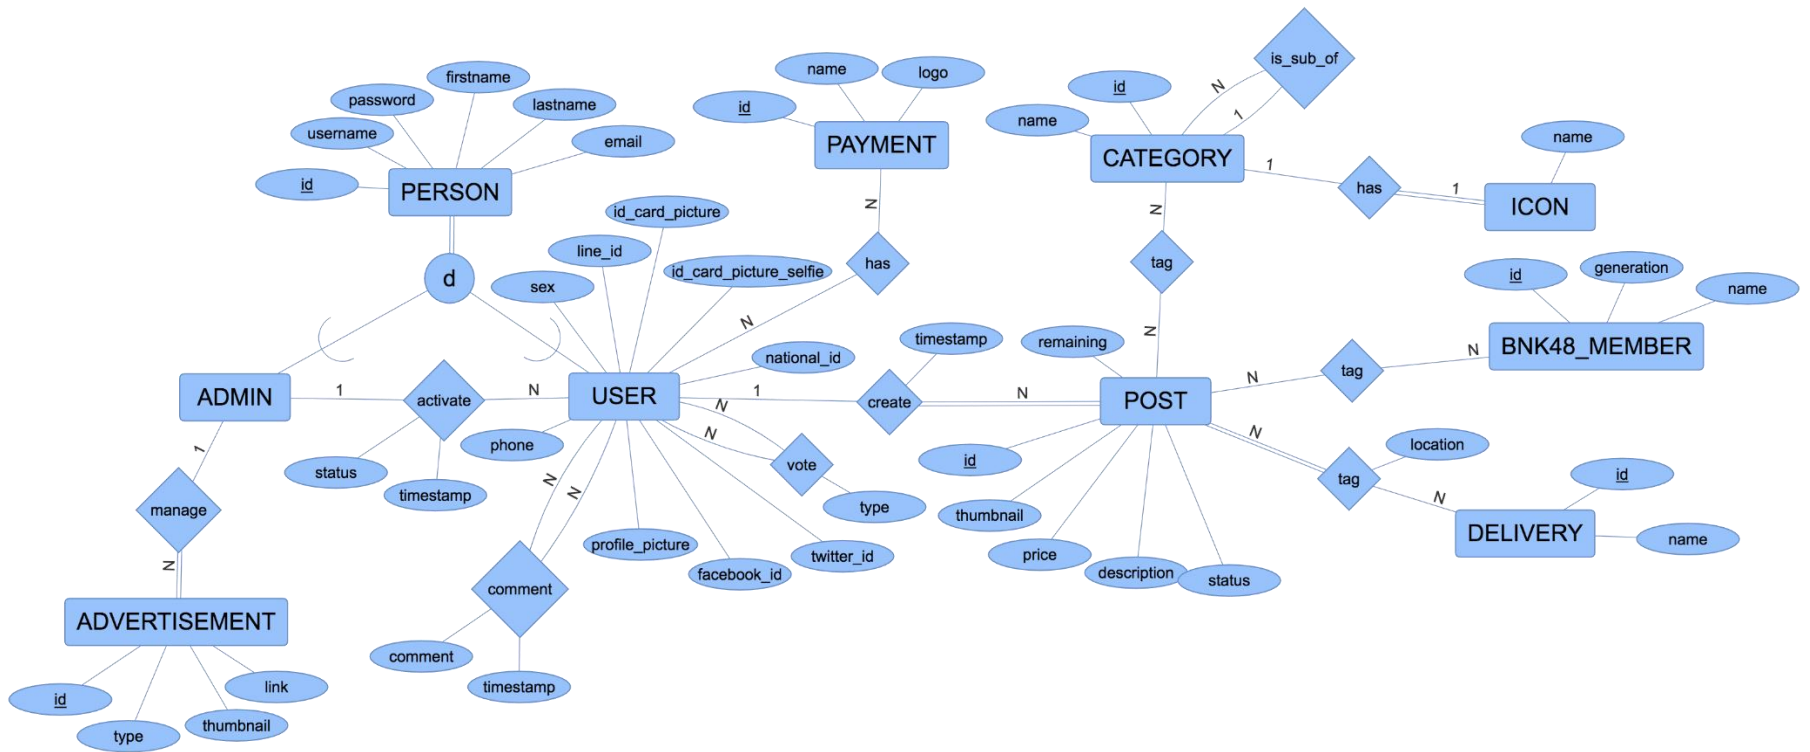 is_sub_of
firstname
name
logo
id
password
lastname
id
name
username
email
PAYMENT
CATEGORY
N
1
name
id
PERSON
1
has
1
ICON
id_card_picture
N
N
line_id
has
tag
id
generation
name
d
sex
id_card_picture_selfie
N
timestamp
remaining
N
BNK48_MEMBER
national_id
N
tag
N
ADMIN
1
activate
N
USER
1
create
N
POST
N
N
phone
vote
N
location
1
status
timestamp
N
N
type
id
tag
N
id
manage
thumbnail
DELIVERY
name
N
profile_picture
facebook_id
twitter_id
price
description
status
comment
ADVERTISEMENT
comment
timestamp
id
type
thumbnail
link